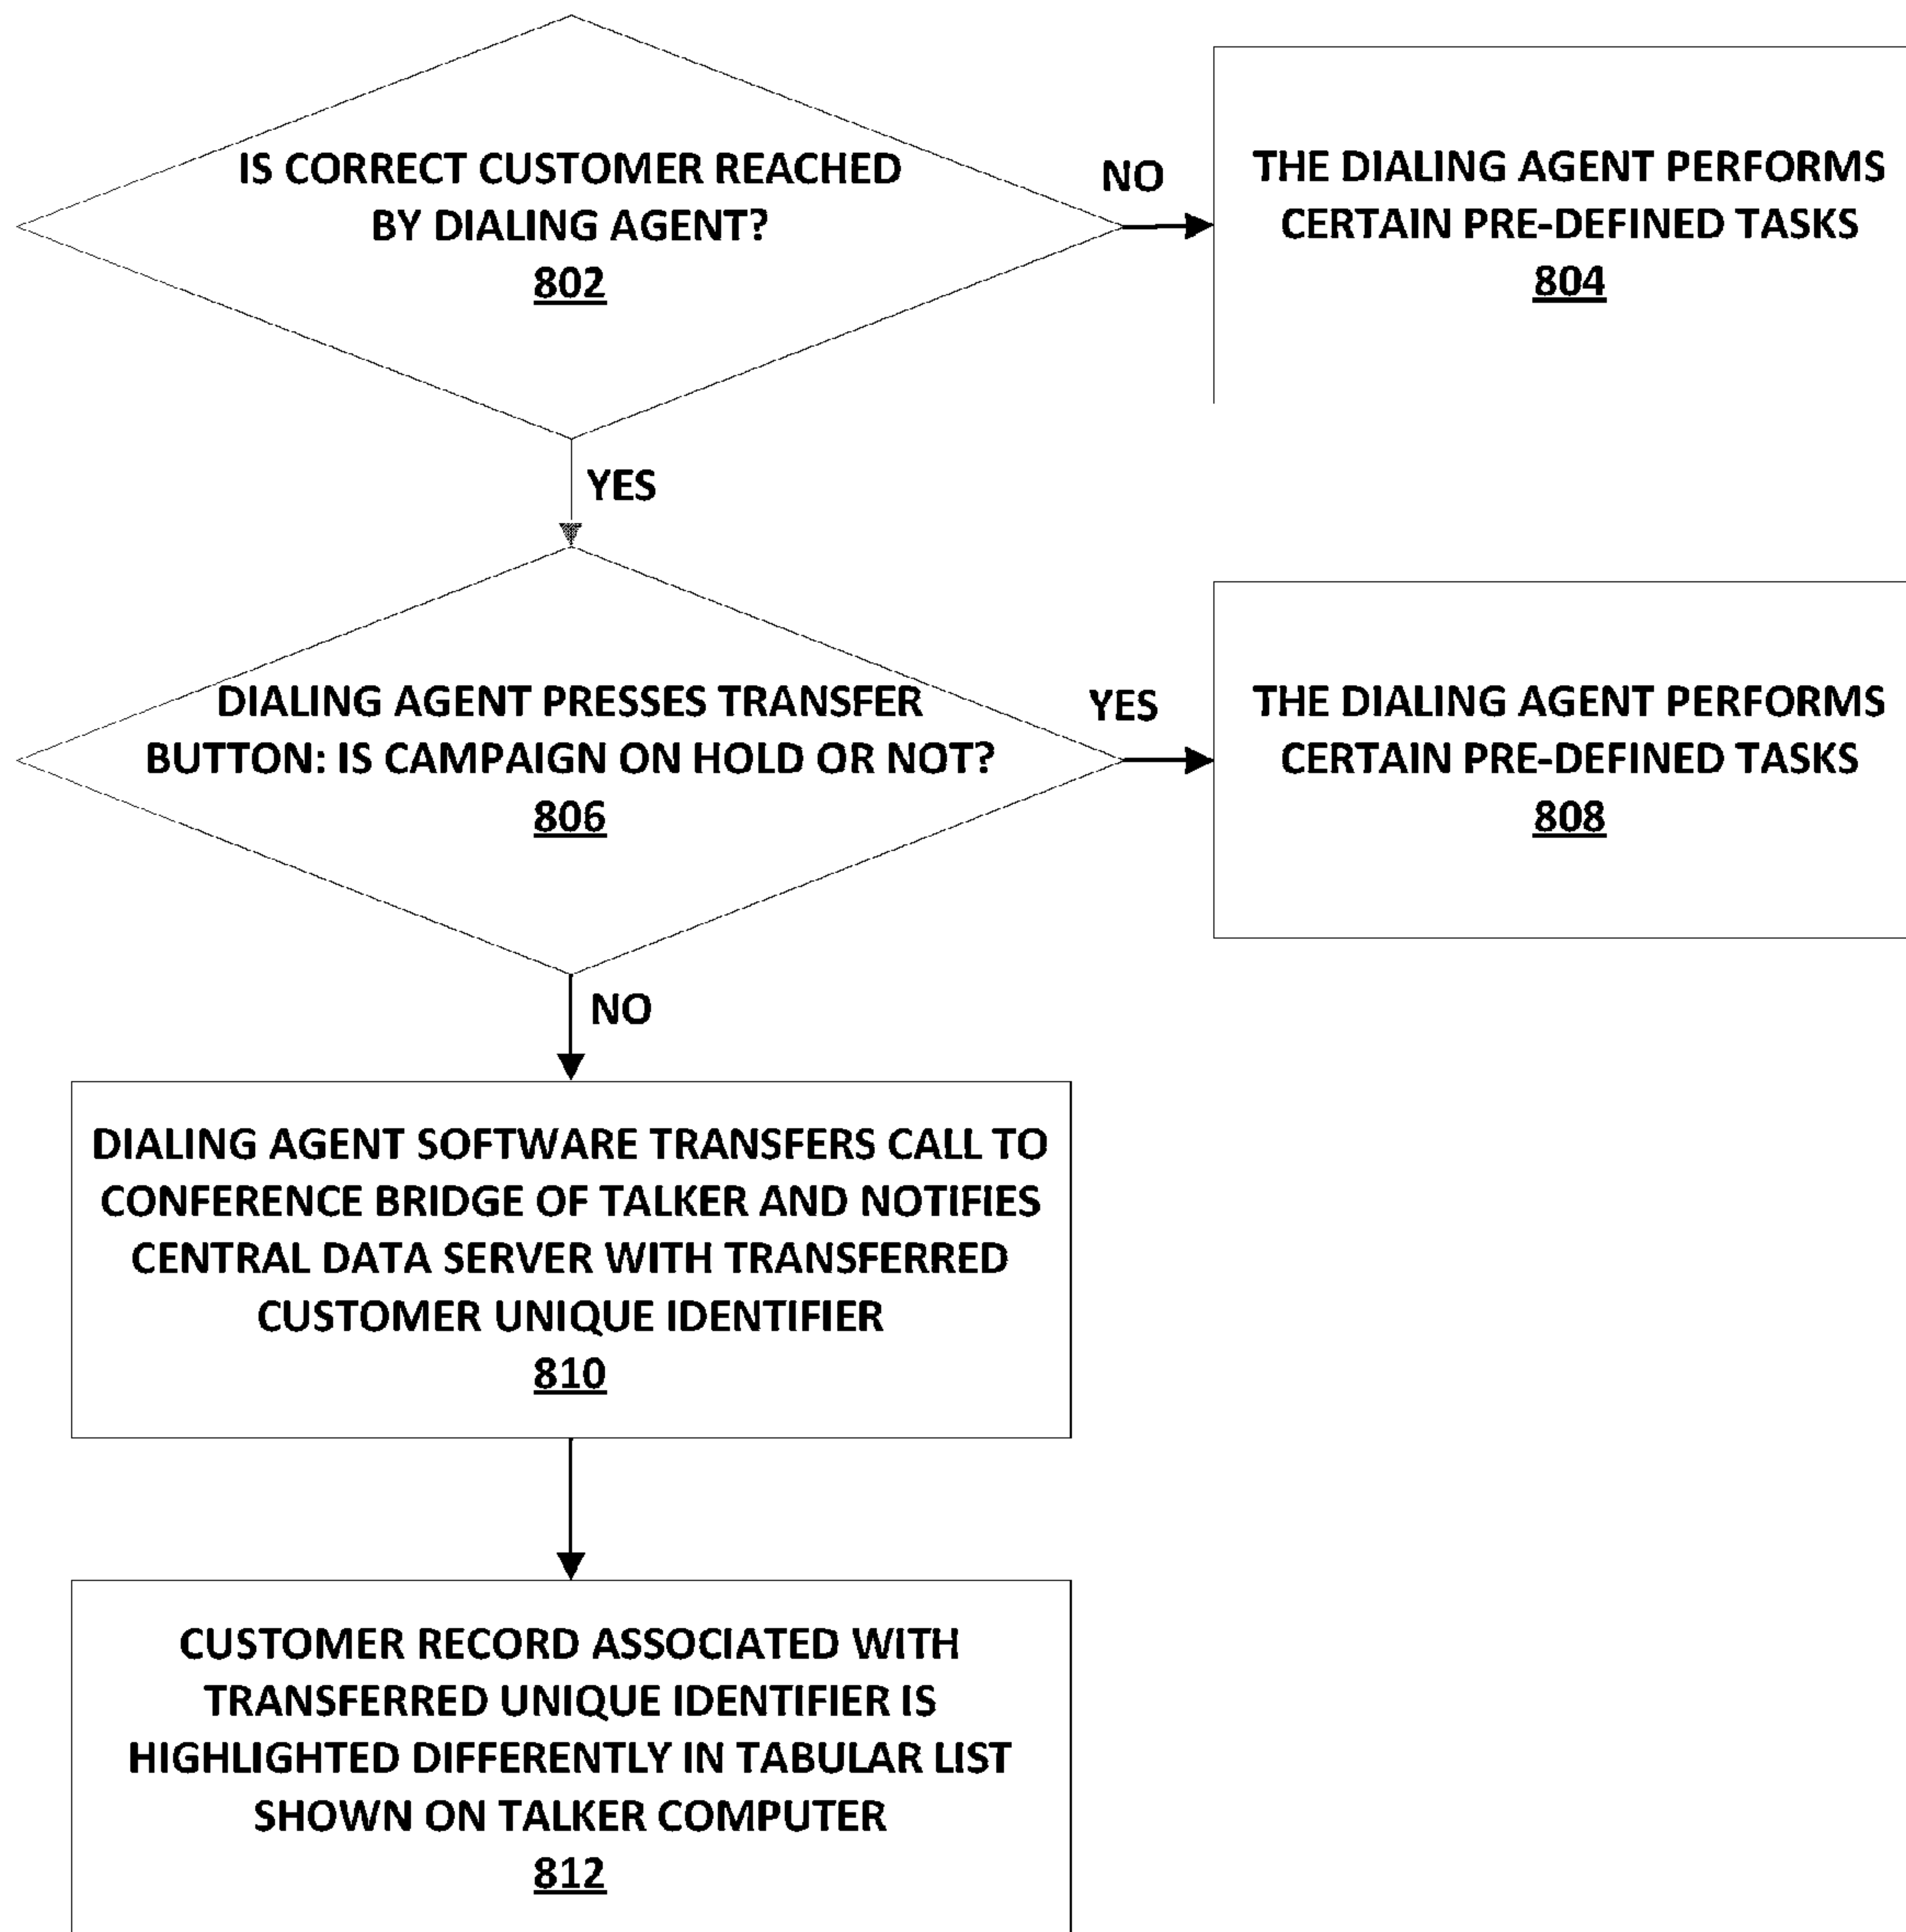 IS CORRECT CUSTOMER REACHED
BY DIALING AGENT?
802
NO
THE DIALING AGENT PERFORMS
CERTAIN PRE-DEFINED TASKS
804
YES
DIALING AGENT PRESSES TRANSFER
BUTTON: IS CAMPAIGN ON HOLD OR NOT?
806
YES
THE DIALING AGENT PERFORMS
CERTAIN PRE-DEFINED TASKS
808
NO
DIALING AGENT SOFTWARE TRANSFERS CALL TO
CONFERENCE BRIDGE OF TALKER AND NOTIFIES
CENTRAL DATA SERVER WITH TRANSFERRED
CUSTOMER UNIQUE IDENTIFIER
810
CUSTOMER RECORD ASSOCIATED WITH
TRANSFERRED UNIQUE IDENTIFIER IS
HIGHLIGHTED DIFFERENTLY IN TABULAR LIST
SHOWN ON TALKER COMPUTER
812